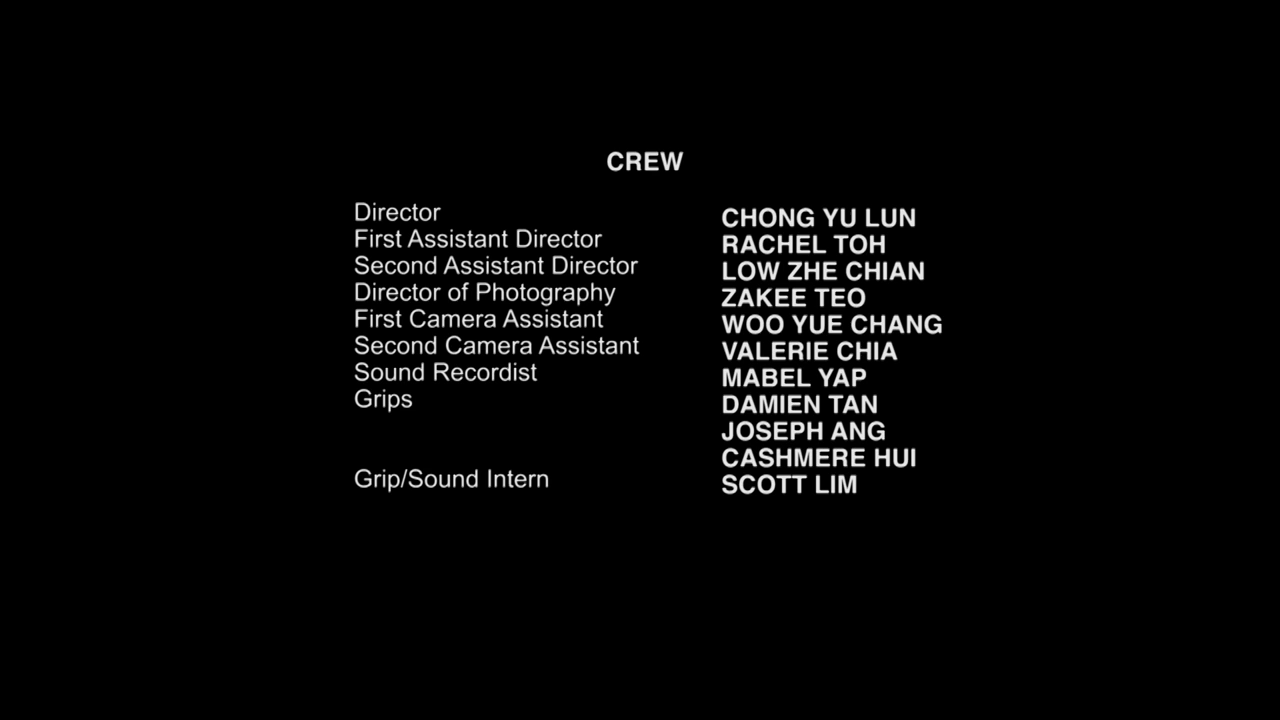 CREW
Director CHONG YU LUN
First Assistant Director RACHEL TOH
Second Assistant Director LOW ZHE CHIAN
Director of Photography ZAKEE TEO
First Camera Assistant WOO YUE CHANG
Second Camera Assistant VALERIE CHIA
Sound Recordist MABEL YAP
Grips DAMIEN TAN
JOSEPH ANG
CASHMERE HUI
Grip/Sound Intern SCOTT LIM